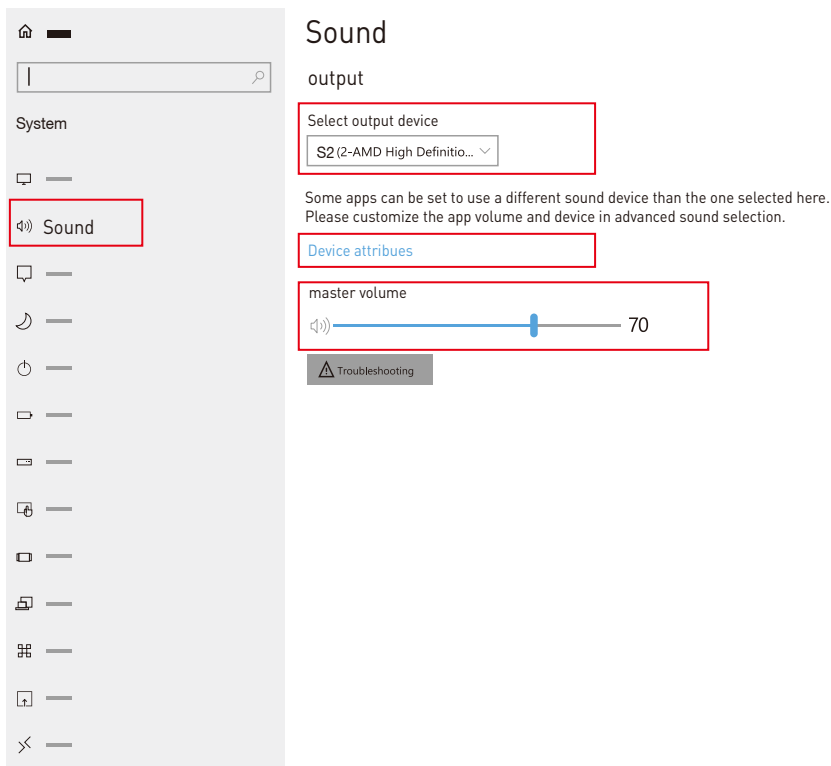 System
Sound
Sound
output
Select output device
S2 (2-AMD High Definitio...
Some apps can be set to use a different sound device than the one selected here.
Please customize the app volume and device in advanced sound selection.
Device attribues
master volume
70
Troubleshooting